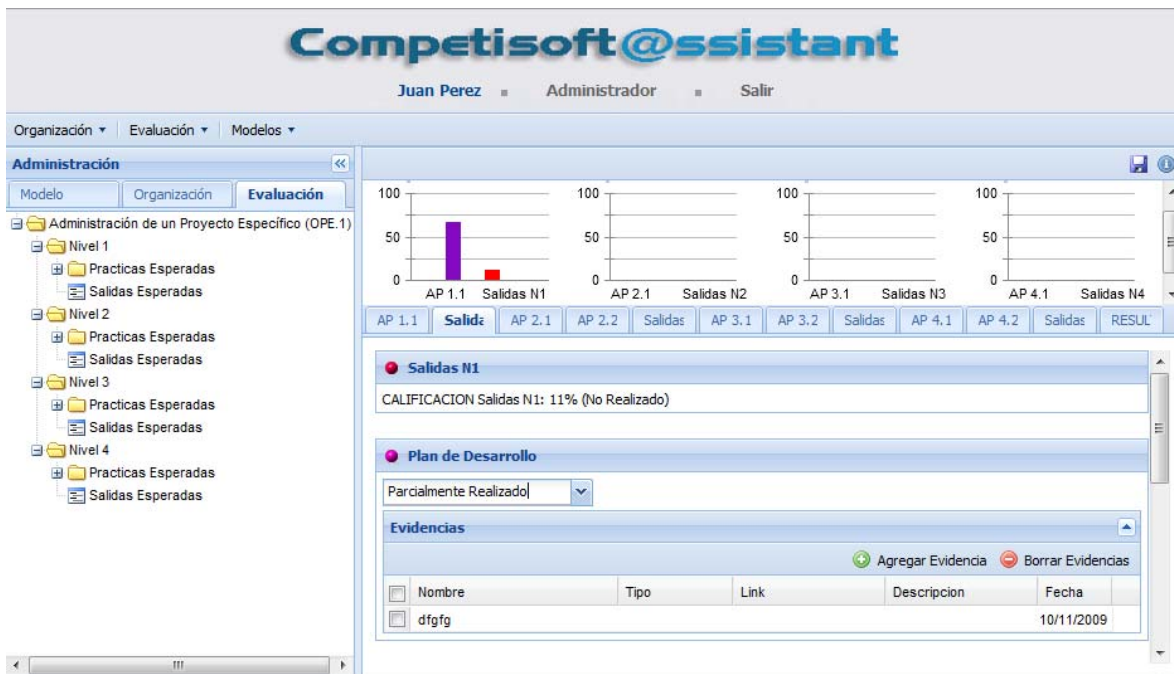 Competisoft@ssistant
Juan Perez Administrador Salir
Organización Evaluación Modelos
Administración
Modelo Organización Evaluación
Administración de un Proyecto Específico (OPE.1)
Nivel 1
Practicas Esperadas
Salidas Esperadas
Nivel 2
Practicas Esperadas
Salidas Esperadas
Nivel 3
Practicas Esperadas
Salidas Esperadas
Nivel 4
Practicas Esperadas
Salidas Esperadas
100 100 100 100
50 50 50 50
0 0 0 0
AP 1.1 Salidas N1 AP 2.1 Salidas N2 AP 3.1 Salidas N3 AP 4.1 Salidas N4
AP 1.1 Salida AP 2.1 AP 2.2 Salidas AP 3.1 AP 3.2 Salidas AP 4.1 AP 4.2 Salidas RESUL
Salidas N1
CALIFICACION Salidas N1: 11% (No Realizado)
Plan de Desarrollo
Parcialmente Realizado
Evidencias
Agregar Evidencia Borrar Evidencias
Nombre Tipo Link Descripcion Fecha
dfgfg 10/11/2009